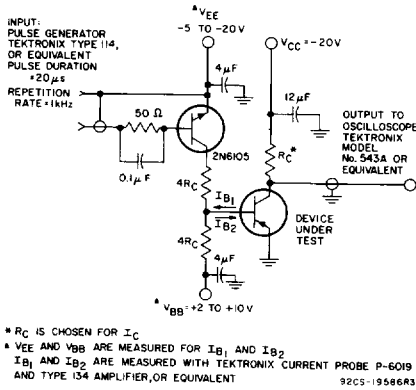 INPUT:
PULSE GENERATOR
TEKTRONIX TYPE 114,
OR EQUIVALENT
PULSE DURATION
=20µs
REPETITION
RATE=1kHz
▲VEE
-5 TO -20V
4µF
50 Ω
0.1µF
2N6105
VCC=-20V
12µF
RC*
OUTPUT TO
OSCILLOSCOPE
TEKTRONIX
MODEL
No. 543A OR
EQUIVALENT
4RC
IB1
IB2
DEVICE
UNDER
TEST
4RC
4µF
▲VBB=+2 TO +10V
* RC IS CHOSEN FOR IC
▲ VEE AND VBB ARE MEASURED FOR IB1 AND IB2
IB1 AND IB2 ARE MEASURED WITH TEKTRONIX CURRENT PROBE P-6019
AND TYPE 134 AMPLIFIER, OR EQUIVALENT
92CS-19586R3